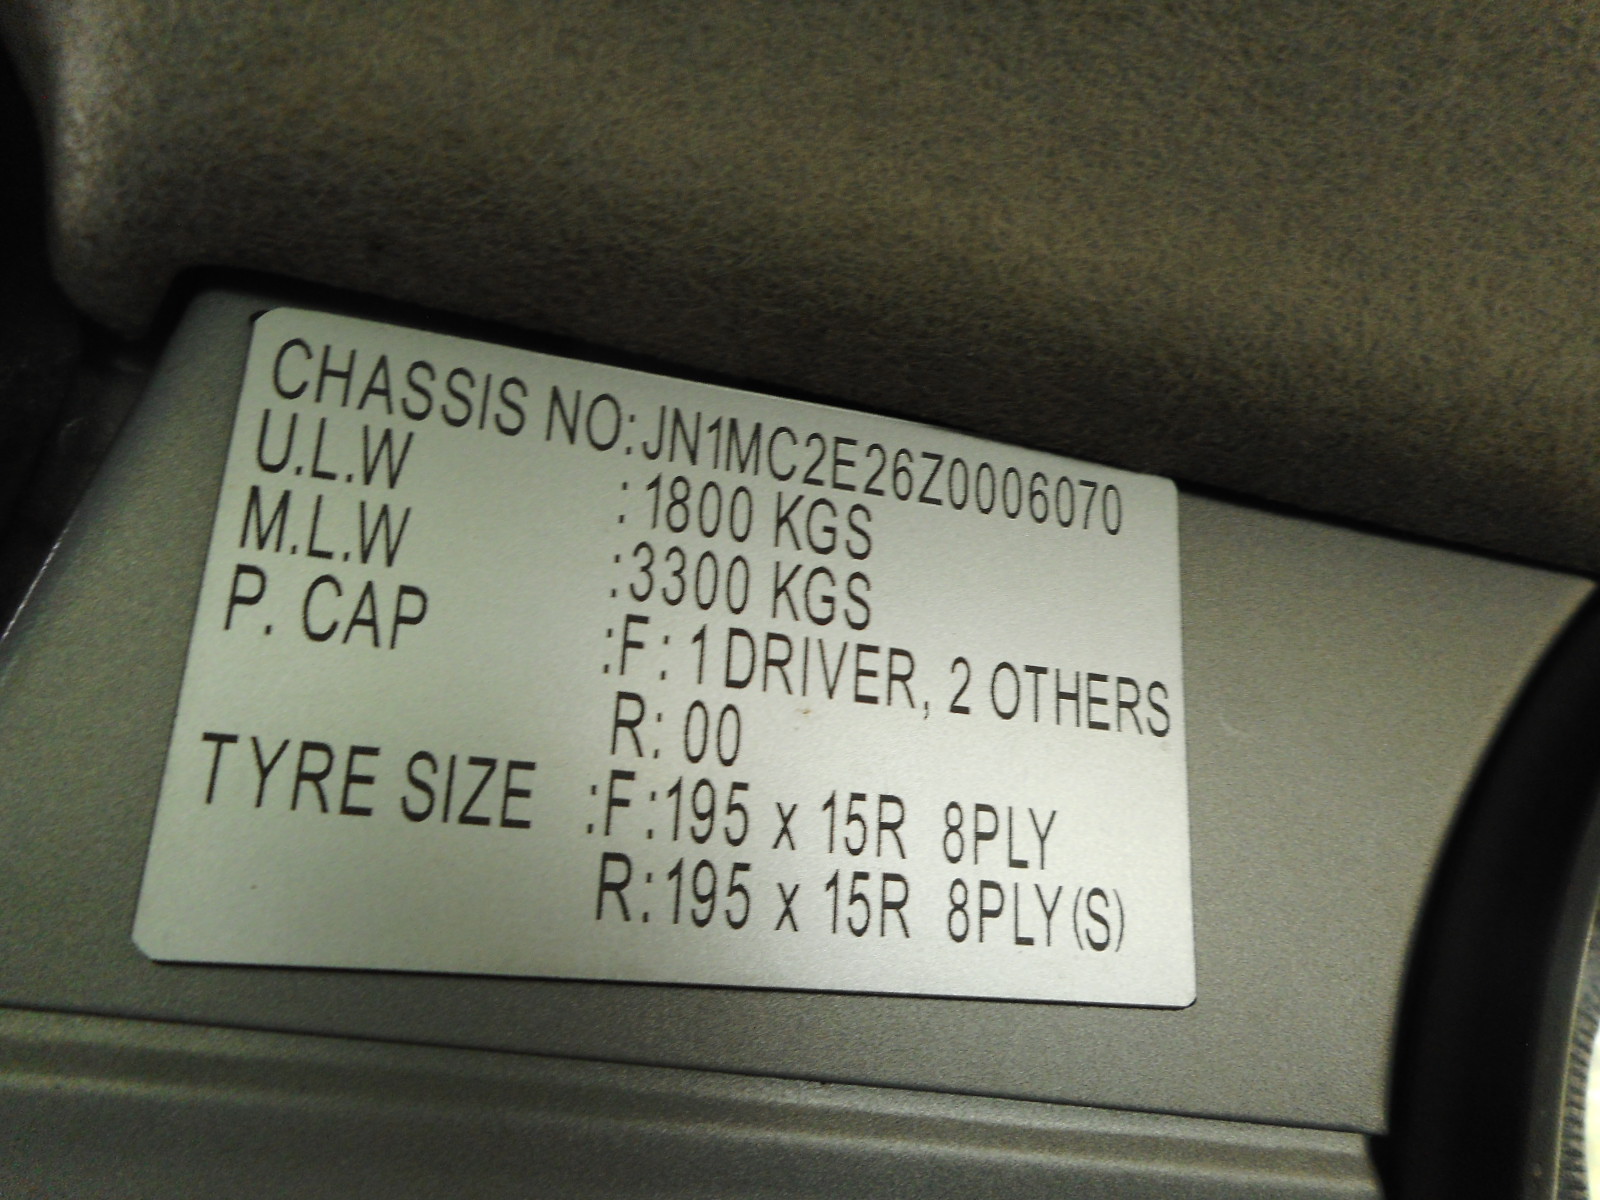 CHASSIS NO: JN1MC2E26Z0006070
U.L.W : 1800 KGS
M.L.W : 3300 KGS
P. CAP : F : 1 DRIVER, 2 OTHERS
R : 00
TYRE SIZE : F : 195 x 15R 8PLY
R : 195 x 15R 8PLY (S)